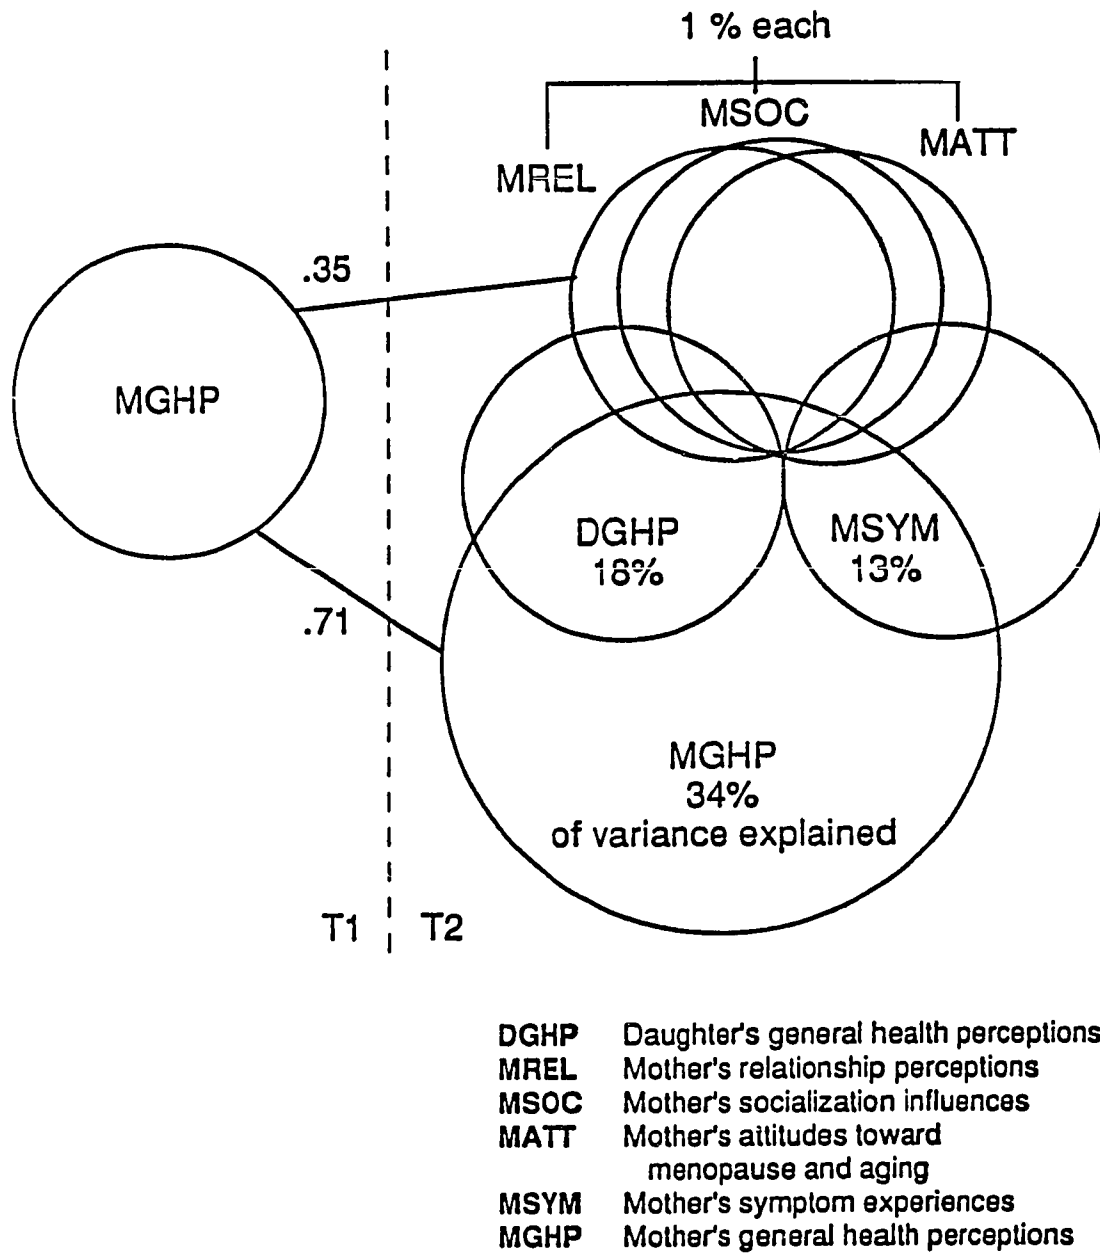 1 % each
MSOC
MATT
MREL
.35
MGHP
DGHP
18%
MSYM
13%
.71
MGHP
34%
of variance explained
T1 T2
DGHP Daughter's general health perceptions
MREL Mother's relationship perceptions
MSOC Mother's socialization influences
MATT Mother's attitudes toward
menopause and aging
MSYM Mother's symptom experiences
MGHP Mother's general health perceptions